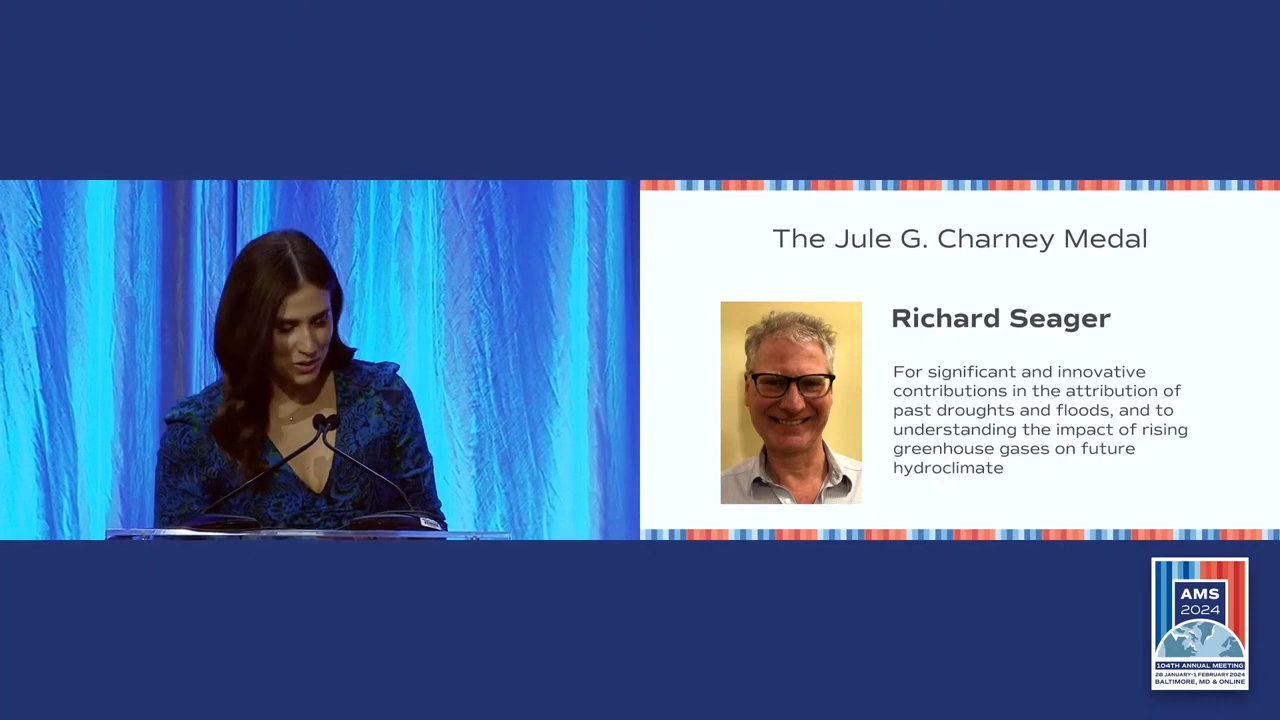 The Jule G. Charney Medal
Richard Seager
For significant and innovative
contributions in the attribution of
past droughts and floods, and to
understanding the impact of rising
greenhouse gases on future
hydroclimate
AMS
2024
104TH ANNUAL MEETING
28 JANUARY-1 FEBRUARY 2024
BALTIMORE, MD & ONLINE